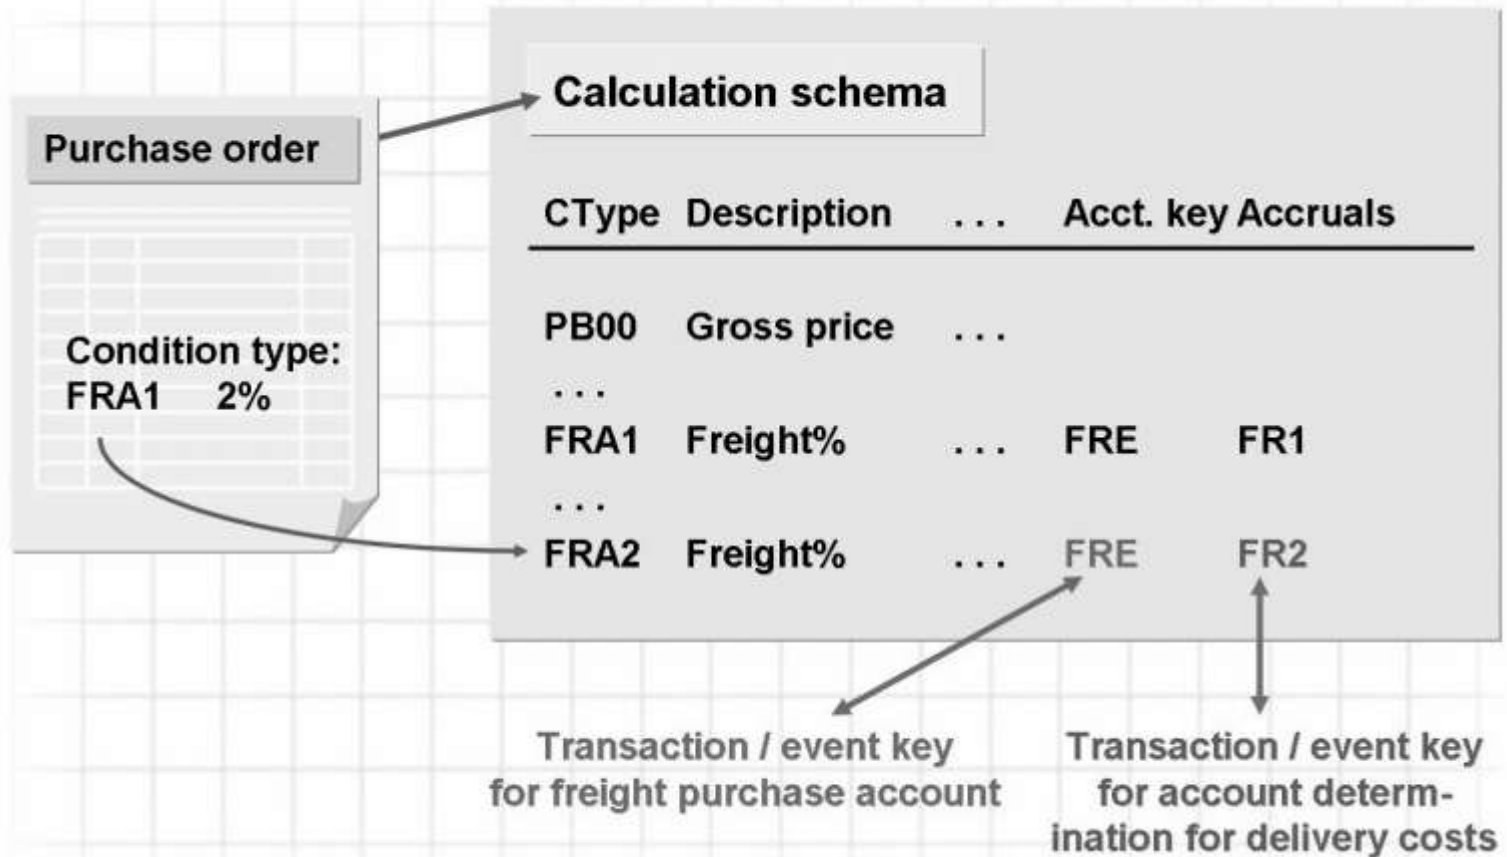 Calculation schema
Purchase order
CType Description ... Acct. key Accruals
PB00 Gross price ...
Condition type:
FRA1 2%
...
FRA1 Freight% ... FRE FR1
...
FRA2 Freight% ... FRE FR2
Transaction / event key
for freight purchase account
Transaction / event key
for account determ-
ination for delivery costs